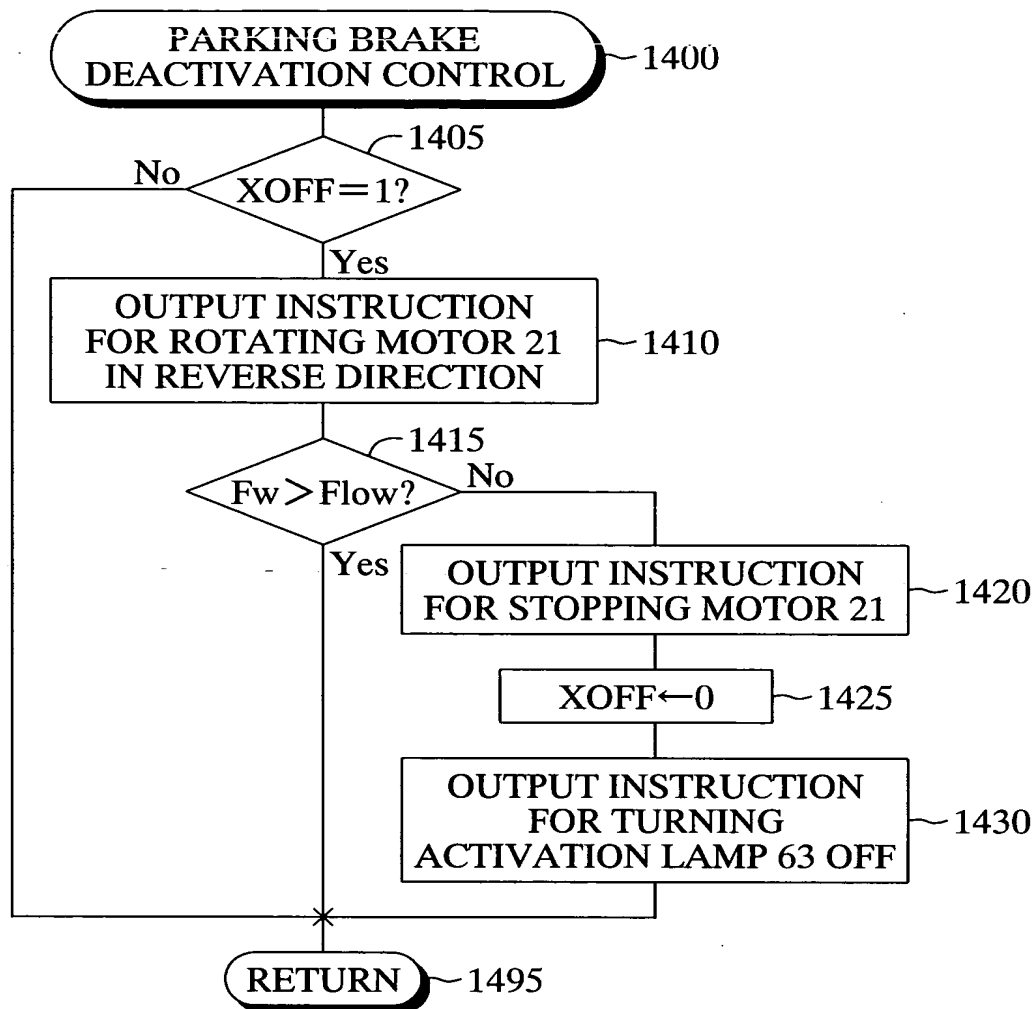 PARKING BRAKE
DEACTIVATION CONTROL
1400
1405
No
XOFF=1?
Yes
OUTPUT INSTRUCTION
FOR ROTATING MOTOR 21
IN REVERSE DIRECTION
1410
1415
Fw>Flow?
No
Yes
OUTPUT INSTRUCTION
FOR STOPPING MOTOR 21
1420
XOFF←0
1425
OUTPUT INSTRUCTION
FOR TURNING
ACTIVATION LAMP 63 OFF
1430
RETURN
1495